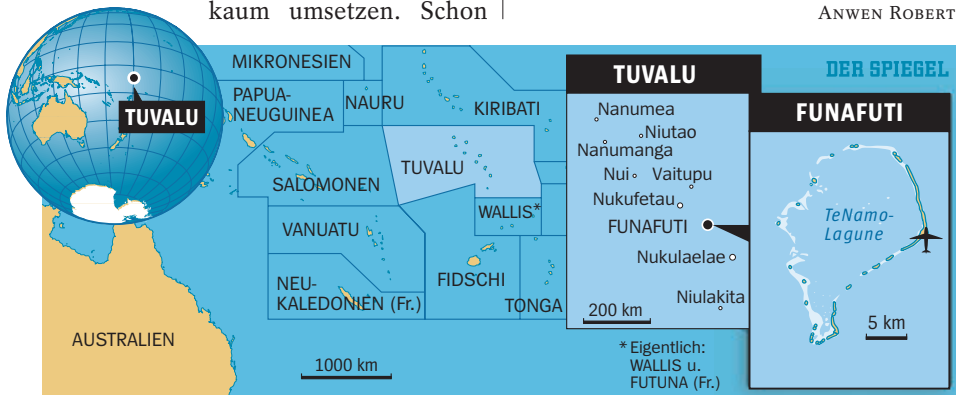 kaum umsetzen. Schon
ANWEN ROBERT
TUVALU
MIKRONESIEN
PAPUA-
NEUGUINEA
NAURU
KIRIBATI
TUVALU
SALOMONEN
WALLIS*
VANUATU
FIDSCHI
NEU-
KALEDONIEN (Fr.)
TONGA
AUSTRALIEN
1000 km
* Eigentlich:
WALLIS u.
FUTUNA (Fr.)
TUVALU
Nanumea
Niutao
Nanumanga
Nui
Vaitupu
Nukufetau
FUNAFUTI
Nukulaelae
Niulakita
200 km
DER SPIEGEL
FUNAFUTI
TeNamo-
Lagune
5 km